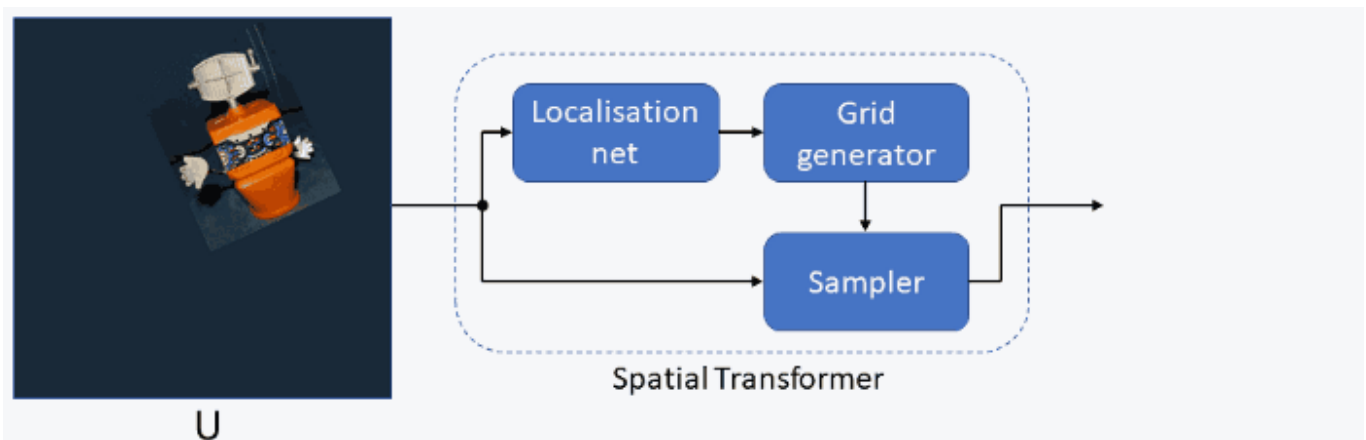 Localisation
net
Grid
generator
Sampler
Spatial Transformer
U